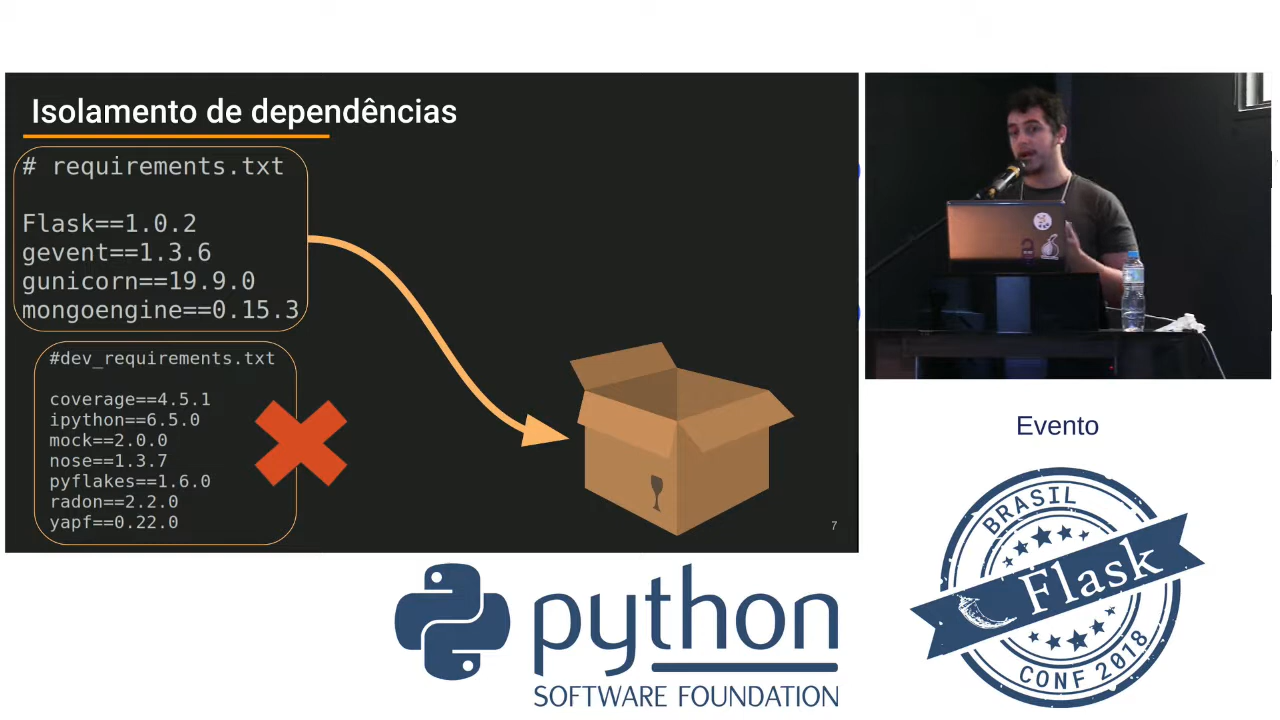 Isolamento de dependências
# requirements.txt
Flask==1.0.2
gevent==1.3.6
gunicorn==19.9.0
mongoengine==0.15.3
#dev_requirements.txt
coverage==4.5.1
ipython==6.5.0
mock==2.0.0
nose==1.3.7
pyflakes==1.6.0
radon==2.2.0
yapf==0.22.0
7
Evento
BRASIL
Flask
CONF 2018
python
SOFTWARE FOUNDATION